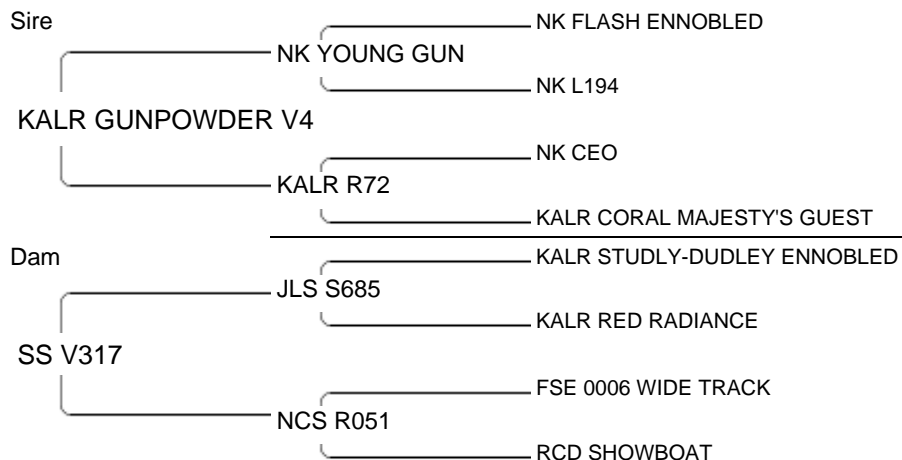 Sire
NK FLASH ENNOBLED
NK YOUNG GUN
NK L194
KALR GUNPOWDER V4
NK CEO
KALR R72
KALR CORAL MAJESTY'S GUEST
Dam
KALR STUDLY-DUDLEY ENNOBLED
JLS S685
KALR RED RADIANCE
SS V317
FSE 0006 WIDE TRACK
NCS R051
RCD SHOWBOAT